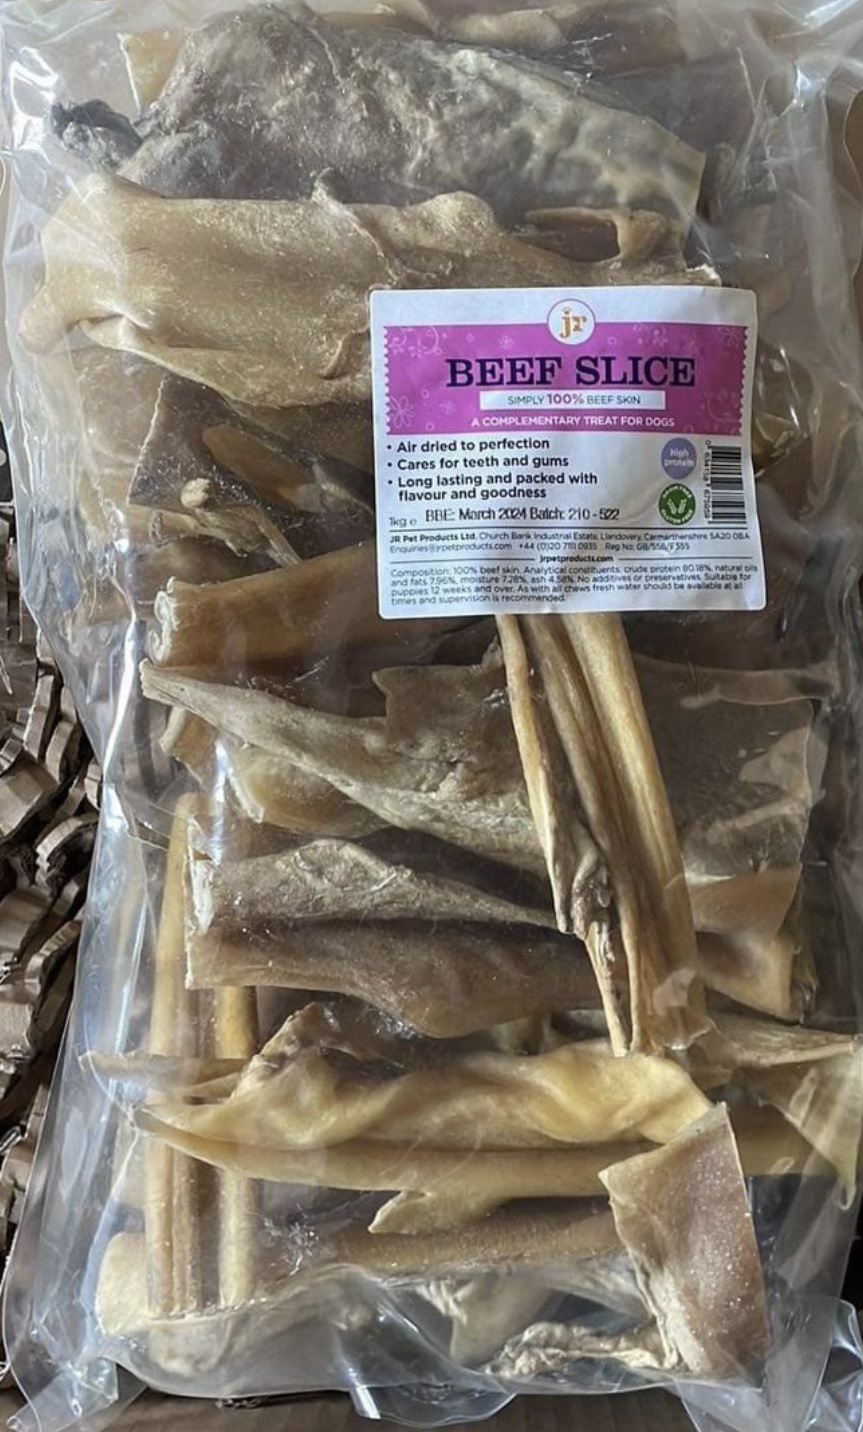 jr
BEEF SLICE
SIMPLY 100% BEEF SKIN
A COMPLEMENTARY TREAT FOR DOGS
• Air dried to perfection
• Cares for teeth and gums
• Long lasting and packed with
flavour and goodness
high
protein
1kg e BBE: March 2024 Batch: 210-522
JR Pet Products Ltd, Church Bank Industrial Estate, Llandovery, Carmarthenshire SA20 0BA
Enquiries@jrpetproducts.com +44 (0)20 7111 0935 Reg No: GB/558/F555
jrpetproducts.com
Composition: 100% beef skin. Analytical constituents: crude protein 80.18%, natural oils
and fats 7.96%, moisture 7.28%, ash 4.58%. No additives or preservatives. Suitable for
puppies 12 weeks and over. As with all chews fresh water should be available at all
times and supervision is recommended.